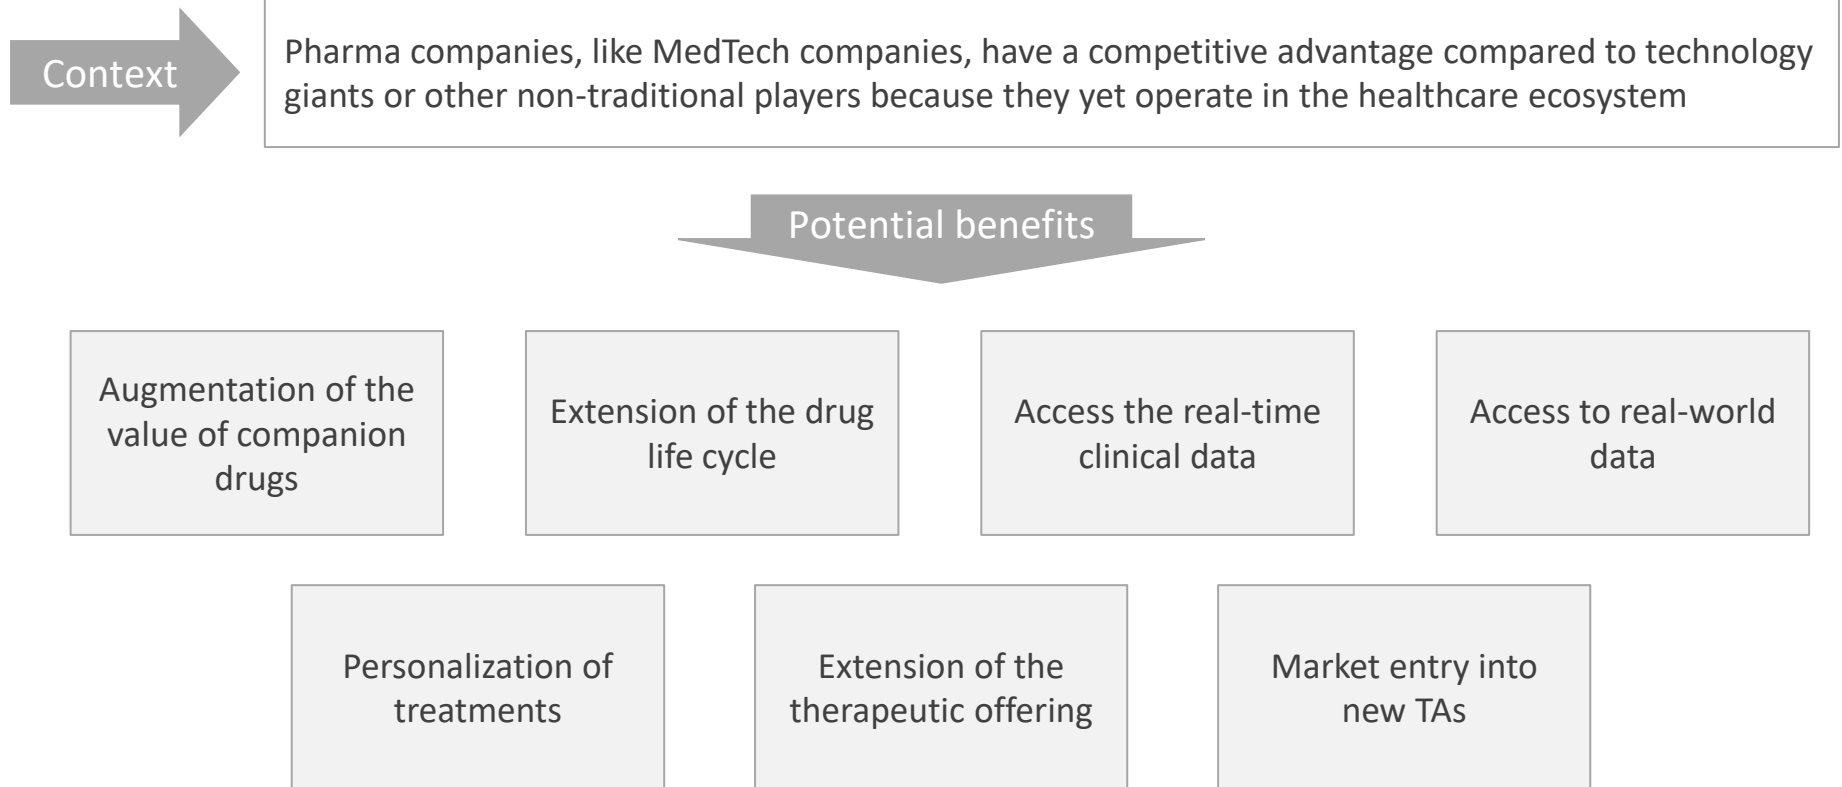 Context
Pharma companies, like MedTech companies, have a competitive advantage compared to technology
giants or other non-traditional players because they yet operate in the healthcare ecosystem
Potential benefits
Augmentation of the
value of companion
drugs
Extension of the drug
life cycle
Access the real-time
clinical data
Access to real-world
data
Personalization of
treatments
Extension of the
therapeutic offering
Market entry into
new TAs